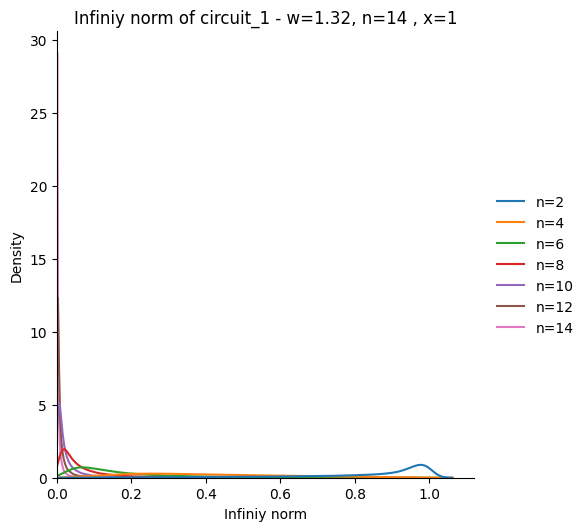 Infiniy norm of circuit_1 - w=1.32, n=14 , x=1
30
25
20
15
10
5
0
Density
0.0 0.2 0.4 0.6 0.8 1.0
Infiniy norm
n=2
n=4
n=6
n=8
n=10
n=12
n=14